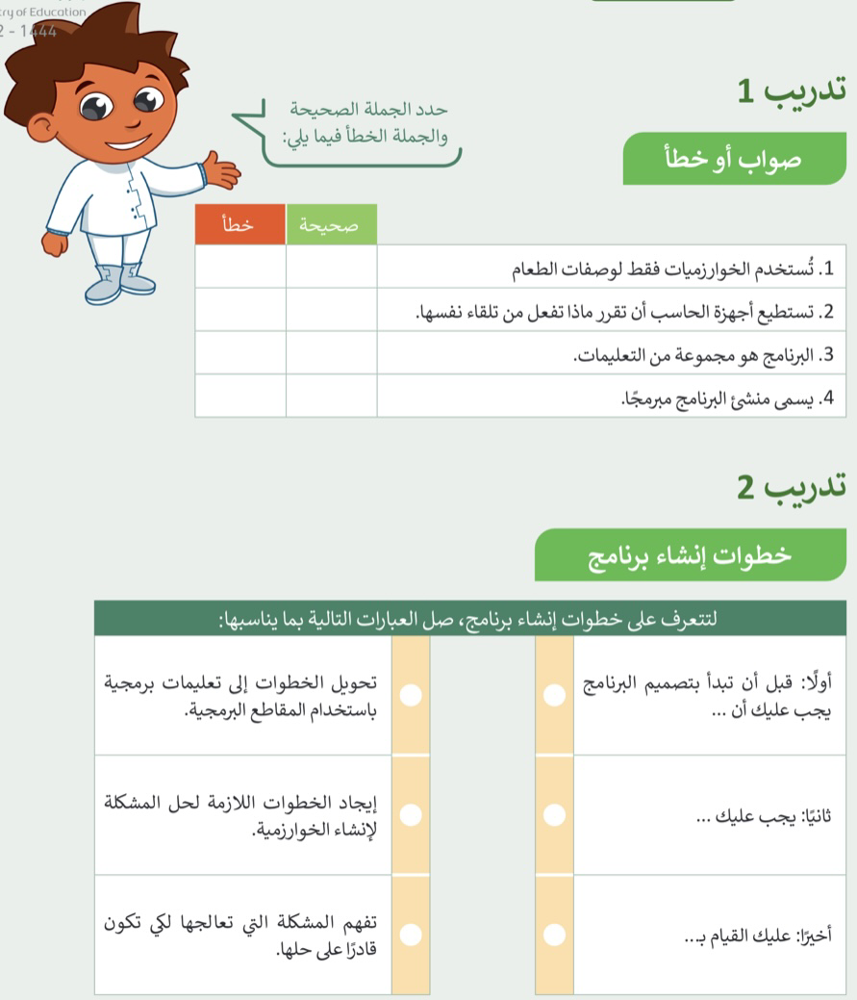 try of Education
2 - 1444
تدريب 1
صواب أو خطأ
حدد الجملة الصحيحة
والجملة الخطأ فيما يلي:
صحيحة
خطأ
1. تُستخدم الخوارزميات فقط لوصفات الطعام
2. تستطيع أجهزة الحاسب أن تقرر ماذا تفعل من تلقاء نفسها.
3. البرنامج هو مجموعة من التعليمات.
4. يسمى منشئ البرنامج مبرمجًا.
تدريب 2
خطوات إنشاء برنامج
لتتعرف على خطوات إنشاء برنامج، صل العبارات التالية بما يناسبها:
أولًا: قبل أن تبدأ بتصميم البرنامج
يجب عليك أن ...
تحويل الخطوات إلى تعليمات برمجية
باستخدام المقاطع البرمجية.
ثانيًا: يجب عليك ...
إيجاد الخطوات اللازمة لحل المشكلة
لإنشاء الخوارزمية.
أخيرًا: عليك القيام بـ...
تفهم المشكلة التي تعالجها لكي تكون
قادرًا على حلها.